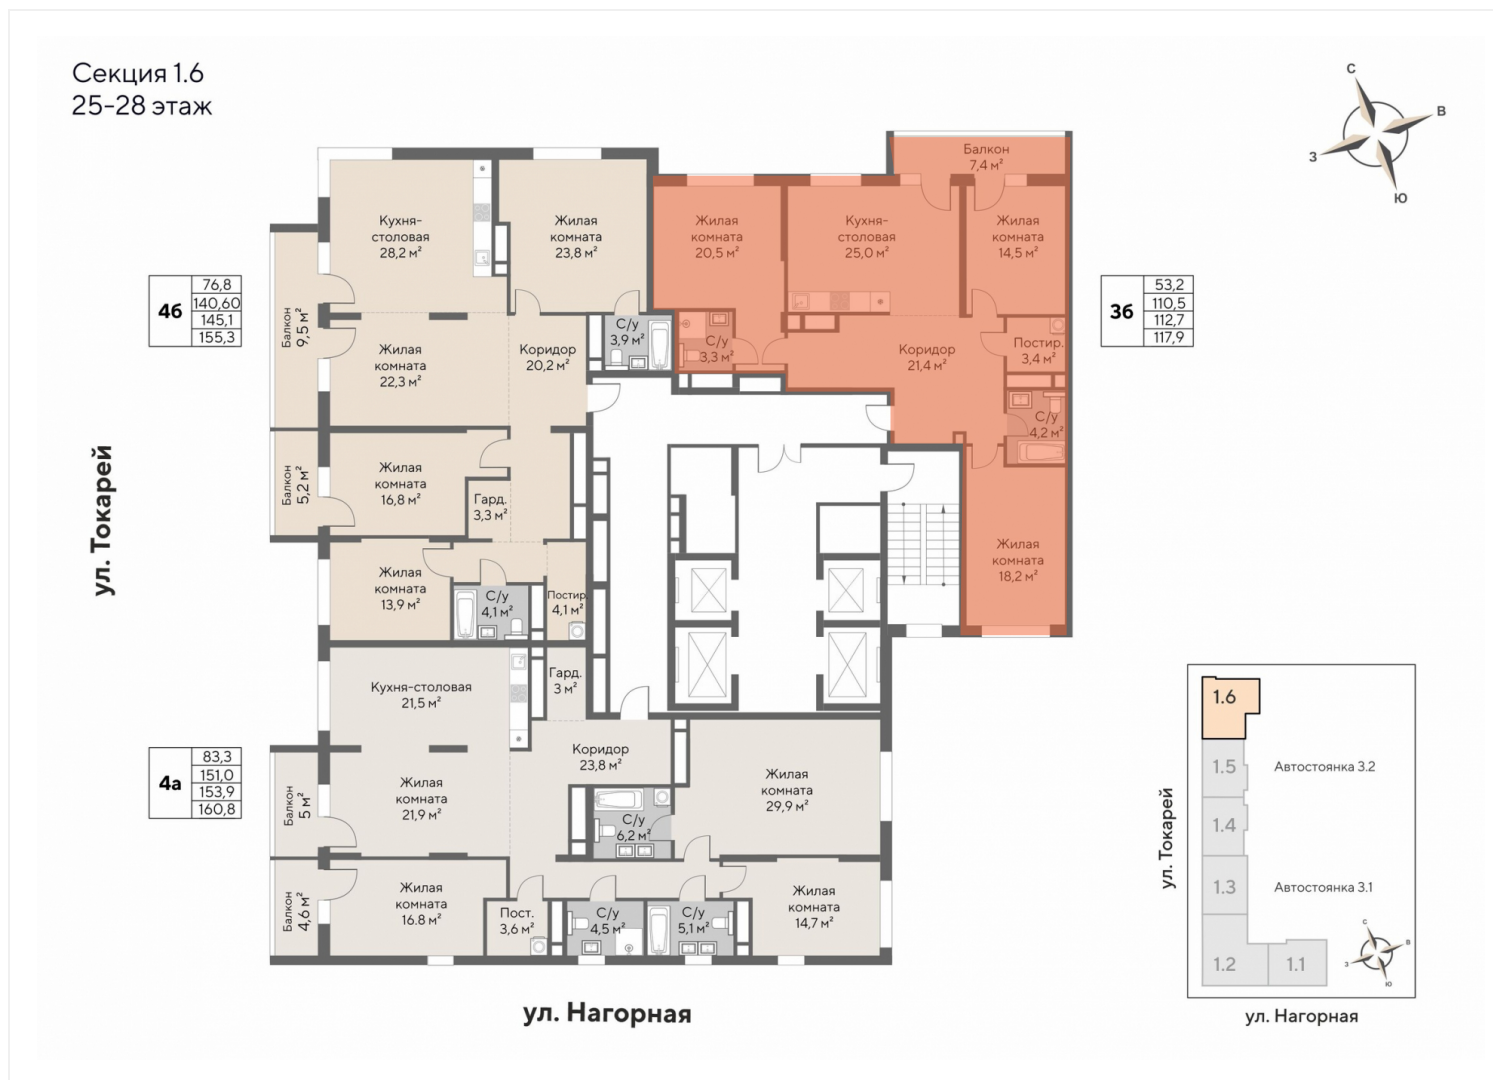 Секция 1.6
25-28 этаж
С
В
З
Ю
Балкон
7,4 м²
Кухня-
столовая
28,2 м²
Жилая
комната
23,8 м²
Жилая
комната
20,5 м²
Кухня-
столовая
25,0 м²
Жилая
комната
14,5 м²
4б
76,8
140,60
145,1
155,3
Балкон
9,5 м²
Жилая
комната
22,3 м²
Коридор
20,2 м²
С/у
3,9 м²
С/у
3,3 м²
Коридор
21,4 м²
Постир.
3,4 м²
3б
53,2
110,5
112,7
117,9
С/у
4,2 м²
Балкон
5,2 м²
Жилая
комната
16,8 м²
Гард.
3,3 м²
Жилая
комната
18,2 м²
ул. Токарей
Жилая
комната
13,9 м²
С/у
4,1 м²
Постир.
4,1 м²
Кухня-столовая
21,5 м²
Гард.
3 м²
4а
83,3
151,0
153,9
160,8
Балкон
5 м²
Жилая
комната
21,9 м²
Коридор
23,8 м²
Жилая
комната
29,9 м²
С/у
6,2 м²
Балкон
4,6 м²
Жилая
комната
16.8 м²
Пост.
3,6 м²
С/у
4,5 м²
С/у
5,1 м²
Жилая
комната
14,7 м²
ул. Нагорная
1.6
1.5
Автостоянка 3.2
1.4
ул. Токарей
1.3
Автостоянка 3.1
1.2
1.1
С
В
З
Ю
ул. Нагорная